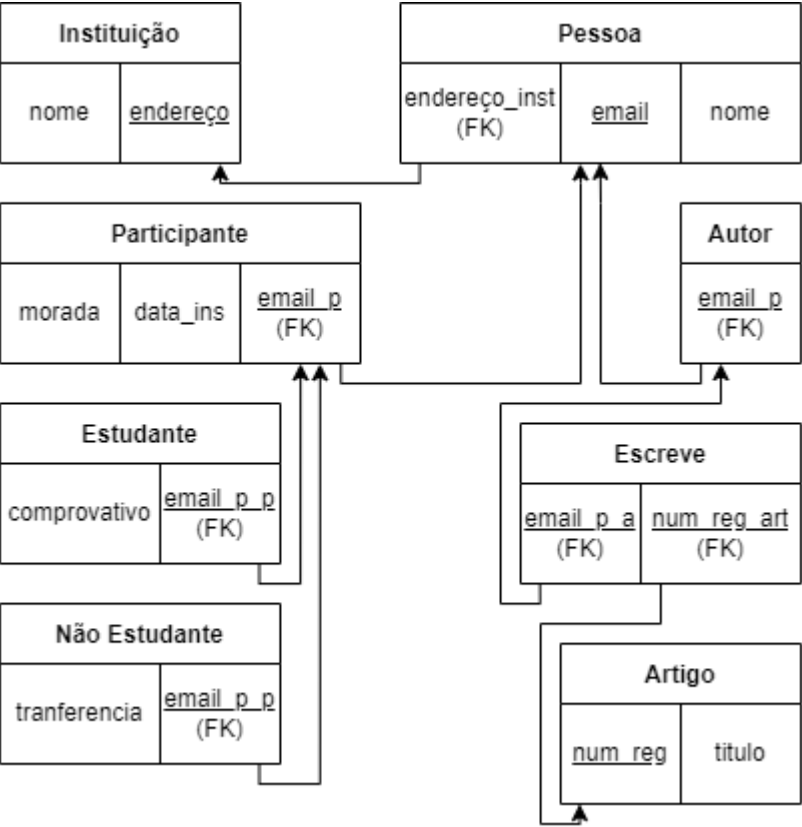 Instituição
nome
endereço
Pessoa
endereço_inst
(FK)
email
nome
Participante
morada
data_ins
email_p
(FK)
Autor
email_p
(FK)
Estudante
comprovativo
email_p_p
(FK)
Escreve
email_p_a
(FK)
num_reg_art
(FK)
Não Estudante
tranferencia
email_p_p
(FK)
Artigo
num_reg
titulo